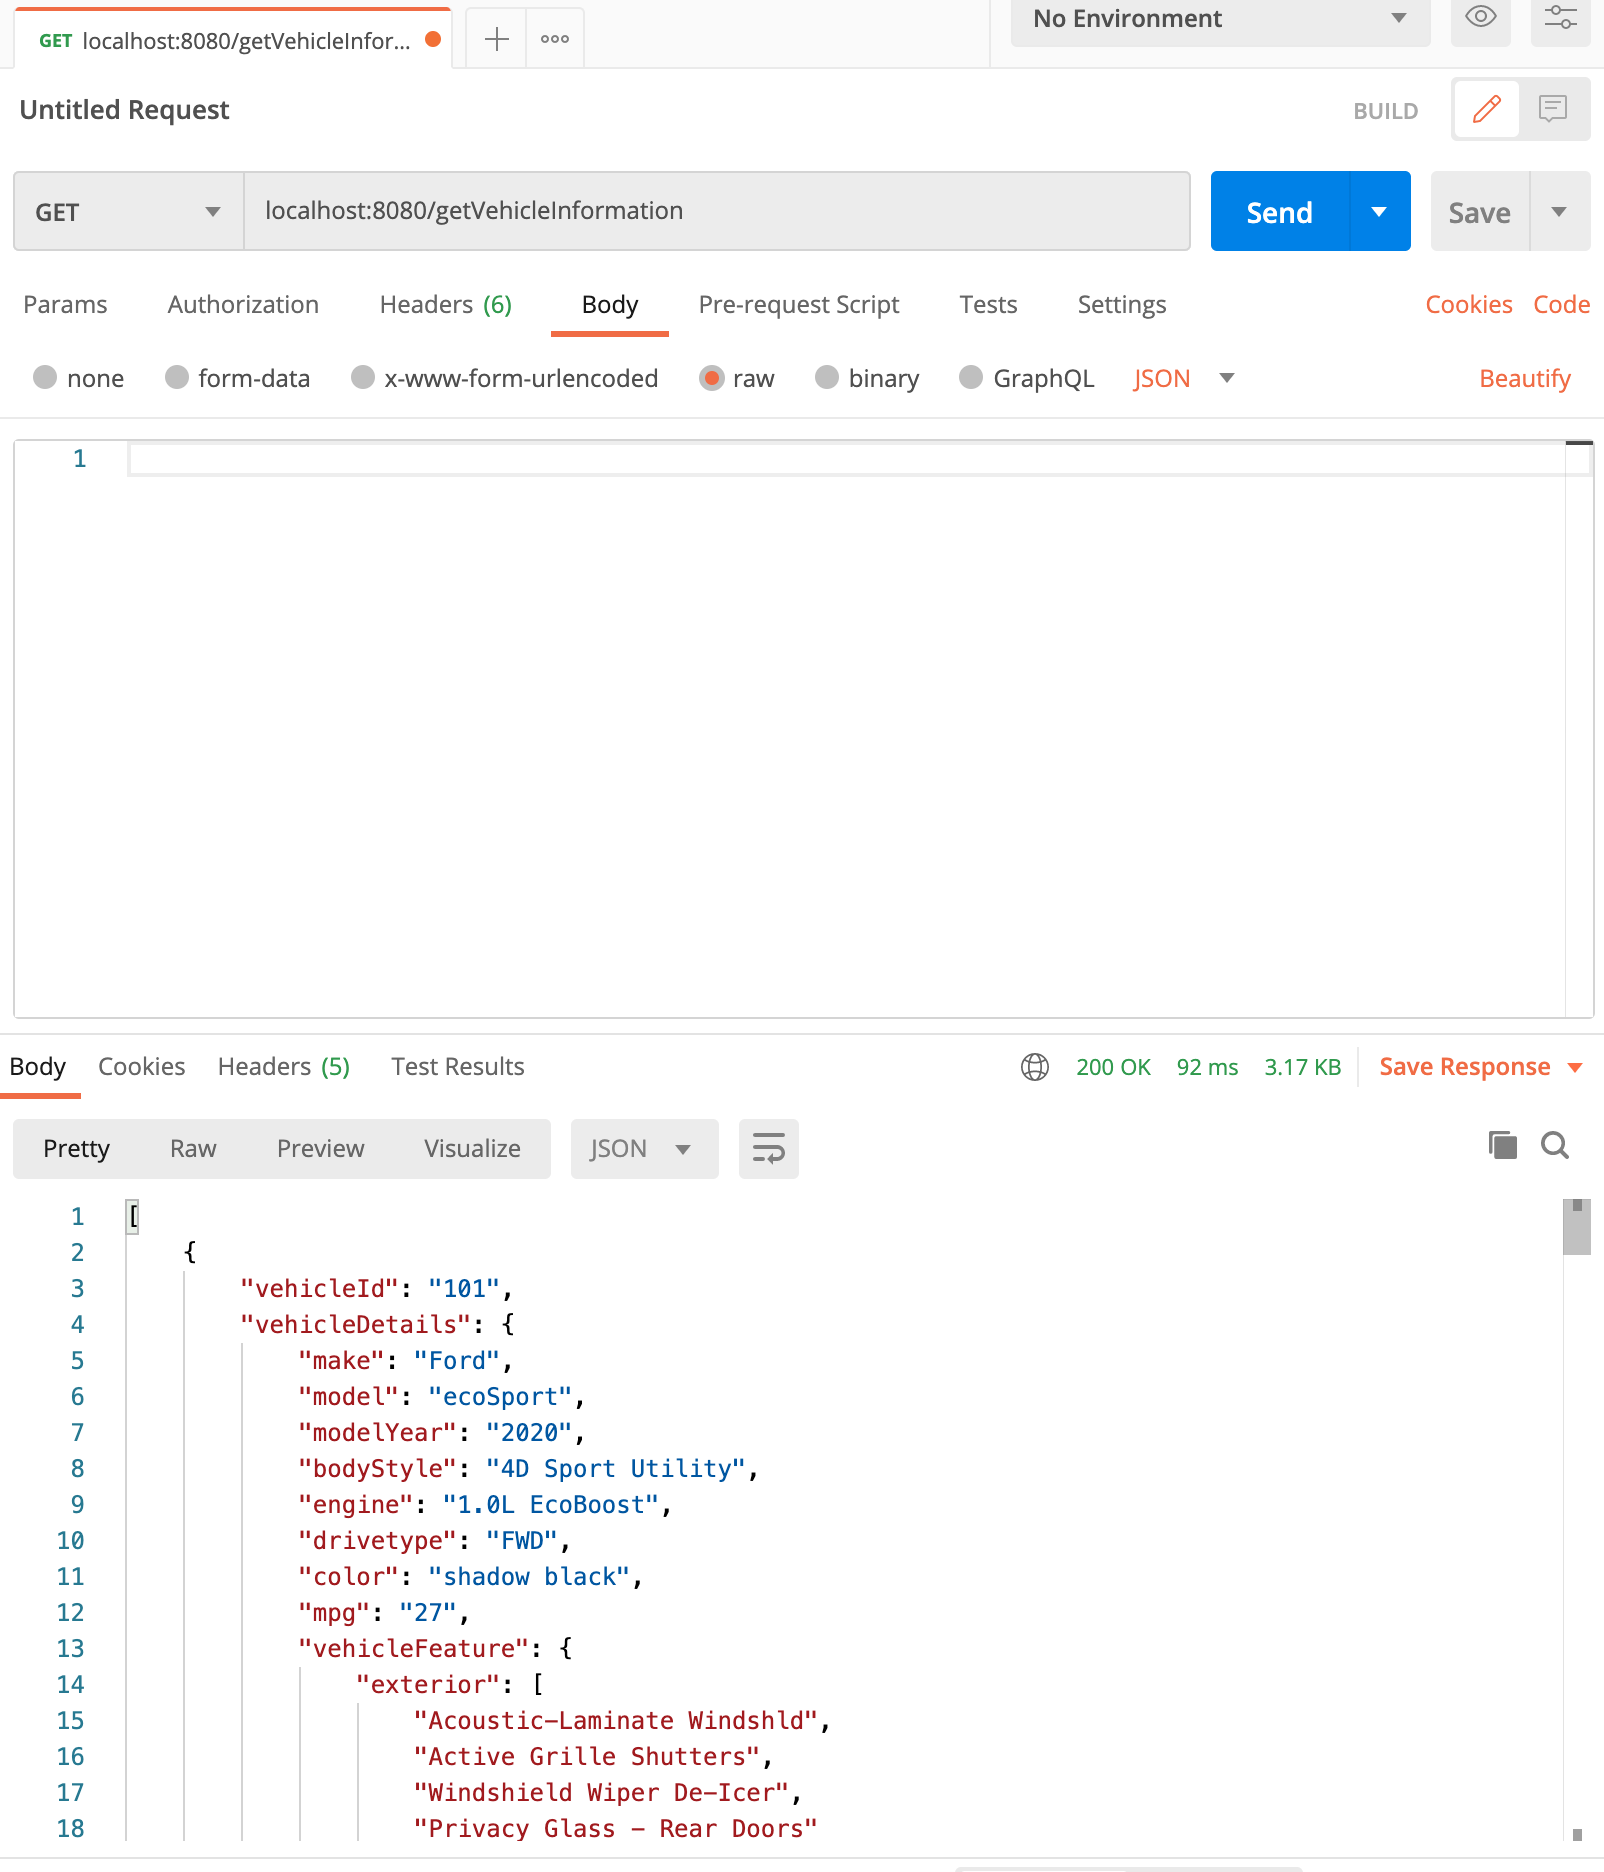 GET localhost:8080/getVehicleInfor...
No Environment
Untitled Request
BUILD
GET localhost:8080/getVehicleInformation Send Save
Params Authorization Headers (6) Body Pre-request Script Tests Settings Cookies Code
none form-data x-www-form-urlencoded raw binary GraphQL JSON Beautify
1
Body Cookies Headers (5) Test Results 200 OK 92 ms 3.17 KB Save Response
Pretty Raw Preview Visualize JSON
1 [
2 {
3 "vehicleId": "101",
4 "vehicleDetails": {
5 "make": "Ford",
6 "model": "ecoSport",
7 "modelYear": "2020",
8 "bodyStyle": "4D Sport Utility",
9 "engine": "1.0L EcoBoost",
10 "drivetype": "FWD",
11 "color": "shadow black",
12 "mpg": "27",
13 "vehicleFeature": {
14 "exterior": [
15 "Acoustic-Laminate Windshld",
16 "Active Grille Shutters",
17 "Windshield Wiper De-Icer",
18 "Privacy Glass - Rear Doors"